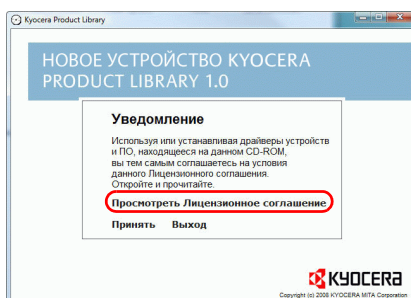 Kyocera Product Library
НОВОЕ УСТРОЙСТВО KYOCERA
PRODUCT LIBRARY 1.0
Уведомление
Используя или устанавливая драйверы устройств
и ПО, находящееся на данном CD-ROM,
вы тем самым соглашаетесь на условия
данного Лицензионного соглашения.
Откройте и прочитайте.
Просмотреть Лицензионное соглашение
Принять Выход
KYOCERA
Copyright (c) 2008 KYOCERA MITA Corporation